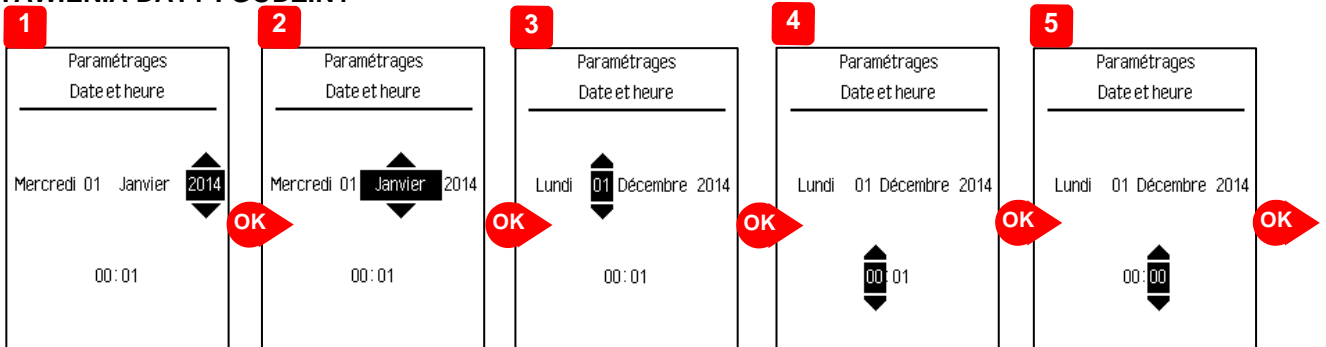 1
Paramétrages
Date et heure
Mercredi 01 Janvier 2014
00:01
OK
2
Paramétrages
Date et heure
Mercredi 01 Janvier 2014
00:01
OK
3
Paramétrages
Date et heure
Lundi 01 Décembre 2014
00:01
OK
4
Paramétrages
Date et heure
Lundi 01 Décembre 2014
00:01
OK
5
Paramétrages
Date et heure
Lundi 01 Décembre 2014
00:00
OK